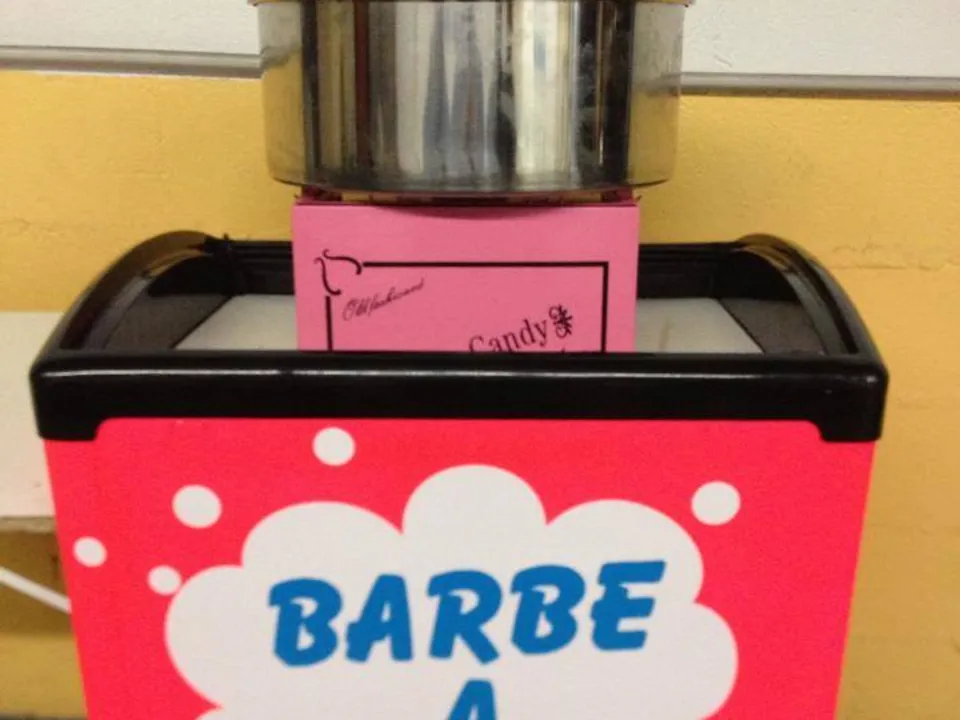 Old fashioned
Candy
BARBE
A